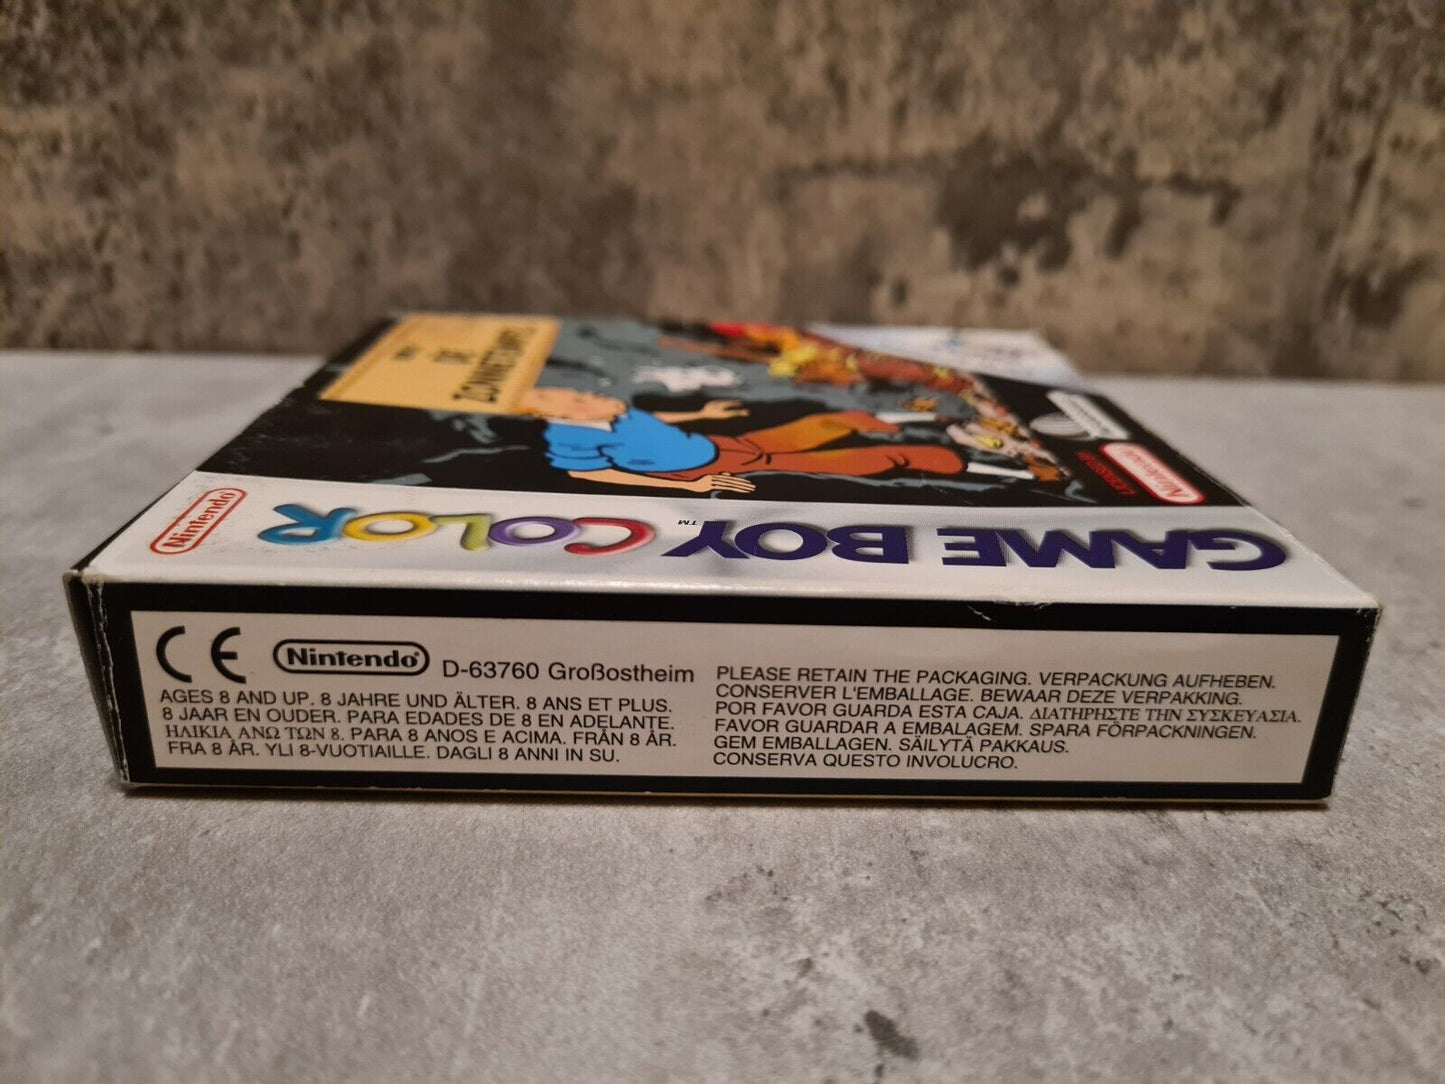 DE
ZONNETEMPEL
Nintendo
Nintendo
GAME BOY COLOR
TM
CE
Nintendo
D-63760 Großostheim
AGES 8 AND UP. 8 JAHRE UND ÄLTER. 8 ANS ET PLUS.
8 JAAR EN OUDER. PARA EDADES DE 8 EN ADELANTE.
ΗΛΙΚΙΑ ΑΝΩ ΤΩΝ 8. PARA 8 ANOS E ACIMA. FRÅN 8 ÅR.
FRA 8 ÅR. YLI 8-VUOTIAILLE. DAGLI 8 ANNI IN SU.
PLEASE RETAIN THE PACKAGING. VERPACKUNG AUFHEBEN.
CONSERVER L'EMBALLAGE. BEWAAR DEZE VERPAKKING.
POR FAVOR GUARDA ESTA CAJA. ΔΙΑΤΗΡΗΣΤΕ ΤΗΝ ΣΥΣΚΕΥΑΣΙΑ.
FAVOR GUARDAR A EMBALAGEM. SPARA FÖRPACKNINGEN.
GEM EMBALLAGEN. SÄILYTÄ PAKKAUS.
CONSERVA QUESTO INVOLUCRO.